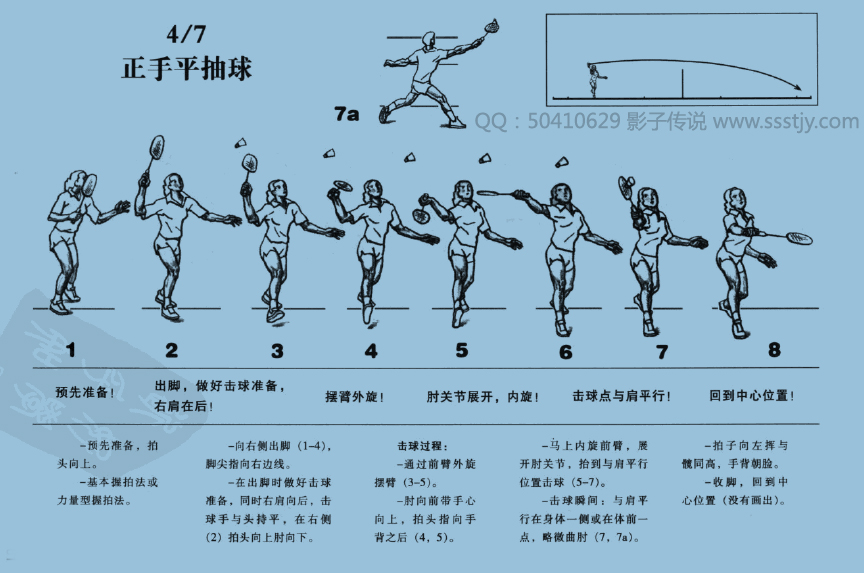 4/7
正手平抽球
7a
QQ：50410629 影子传说 www.ssstjy.com
1 2 3 4 5 6 7 8
预先准备！
出脚，做好击球准备，
右肩在后！
摆臂外旋！
肘关节展开，内旋！
击球点与肩平行！
回到中心位置！
–预先准备，拍
头向上。
–基本握拍法或
力量型握拍法。
–向右侧出脚（1–4），
脚尖指向右边线。
–在出脚时做好击球
准备，同时右肩向后，击
球手与头持平，在右侧
（2）拍头向上肘向下。
击球过程：
–通过前臂外旋
摆臂（3–5）。
–肘向前带手心
向上，拍头指向手
背之后（4，5）。
–马上内旋前臂，展
开肘关节，抬到与肩平行
位置击球（5–7）。
–击球瞬间：与肩平
行在身体一侧或在体前一
点，略微曲肘（7，7a）。
–拍子向左挥与
髋同高，手背朝脸。
–收脚，回到中
心位置（没有画出）。